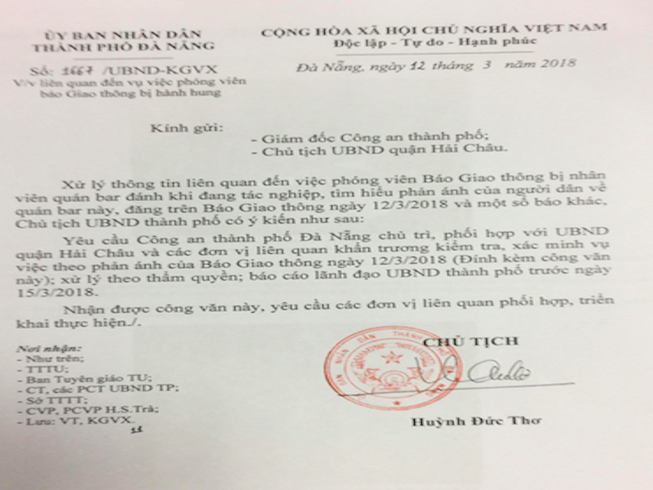 ỦY BAN NHÂN DÂN
THÀNH PHỐ ĐÀ NẴNG
CỘNG HÒA XÃ HỘI CHỦ NGHĨA VIỆT NAM
Độc lập - Tự do - Hạnh phúc
Số: 1667 /UBND-KGVX
V/v liên quan đến vụ việc phóng viên
báo Giao thông bị hành hung
Đà Nẵng, ngày 12 tháng 3 năm 2018
Kính gửi:
- Giám đốc Công an thành phố;
- Chủ tịch UBND quận Hải Châu.
Xử lý thông tin liên quan đến việc phóng viên Báo Giao thông bị nhân
viên quán bar đánh khi đang tác nghiệp, tìm hiểu phản ánh của người dân về
quán bar này, đăng trên Báo Giao thông ngày 12/3/2018 và một số báo khác,
Chủ tịch UBND thành phố có ý kiến như sau:
Yêu cầu Công an thành phố Đà Nẵng chủ trì, phối hợp với UBND
quận Hải Châu và các đơn vị liên quan khẩn trương kiểm tra, xác minh vụ
việc theo phản ánh của Báo Giao thông ngày 12/3/2018 (Đính kèm công văn
này); xử lý theo thẩm quyền; báo cáo lãnh đạo UBND thành phố trước ngày
15/3/2018.
Nhận được công văn này, yêu cầu các đơn vị liên quan phối hợp, triển
khai thực hiện./.
Nơi nhận:
- Như trên;
- TTTU;
- Ban Tuyên giáo TU;
- CT, các PCT UBND TP;
- Sở TTTT;
- CVP, PCVP H.S.Trà;
- Lưu: VT, KGVX.
CHỦ TỊCH
Huỳnh Đức Thơ